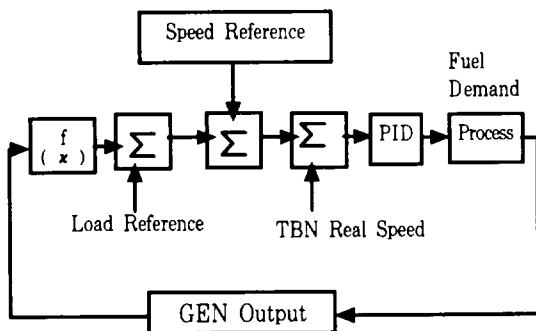 Speed Reference
Fuel
Demand
f
( x )
Σ
Σ
Σ
PID
Process
Load Reference
TBN Real Speed
GEN Output